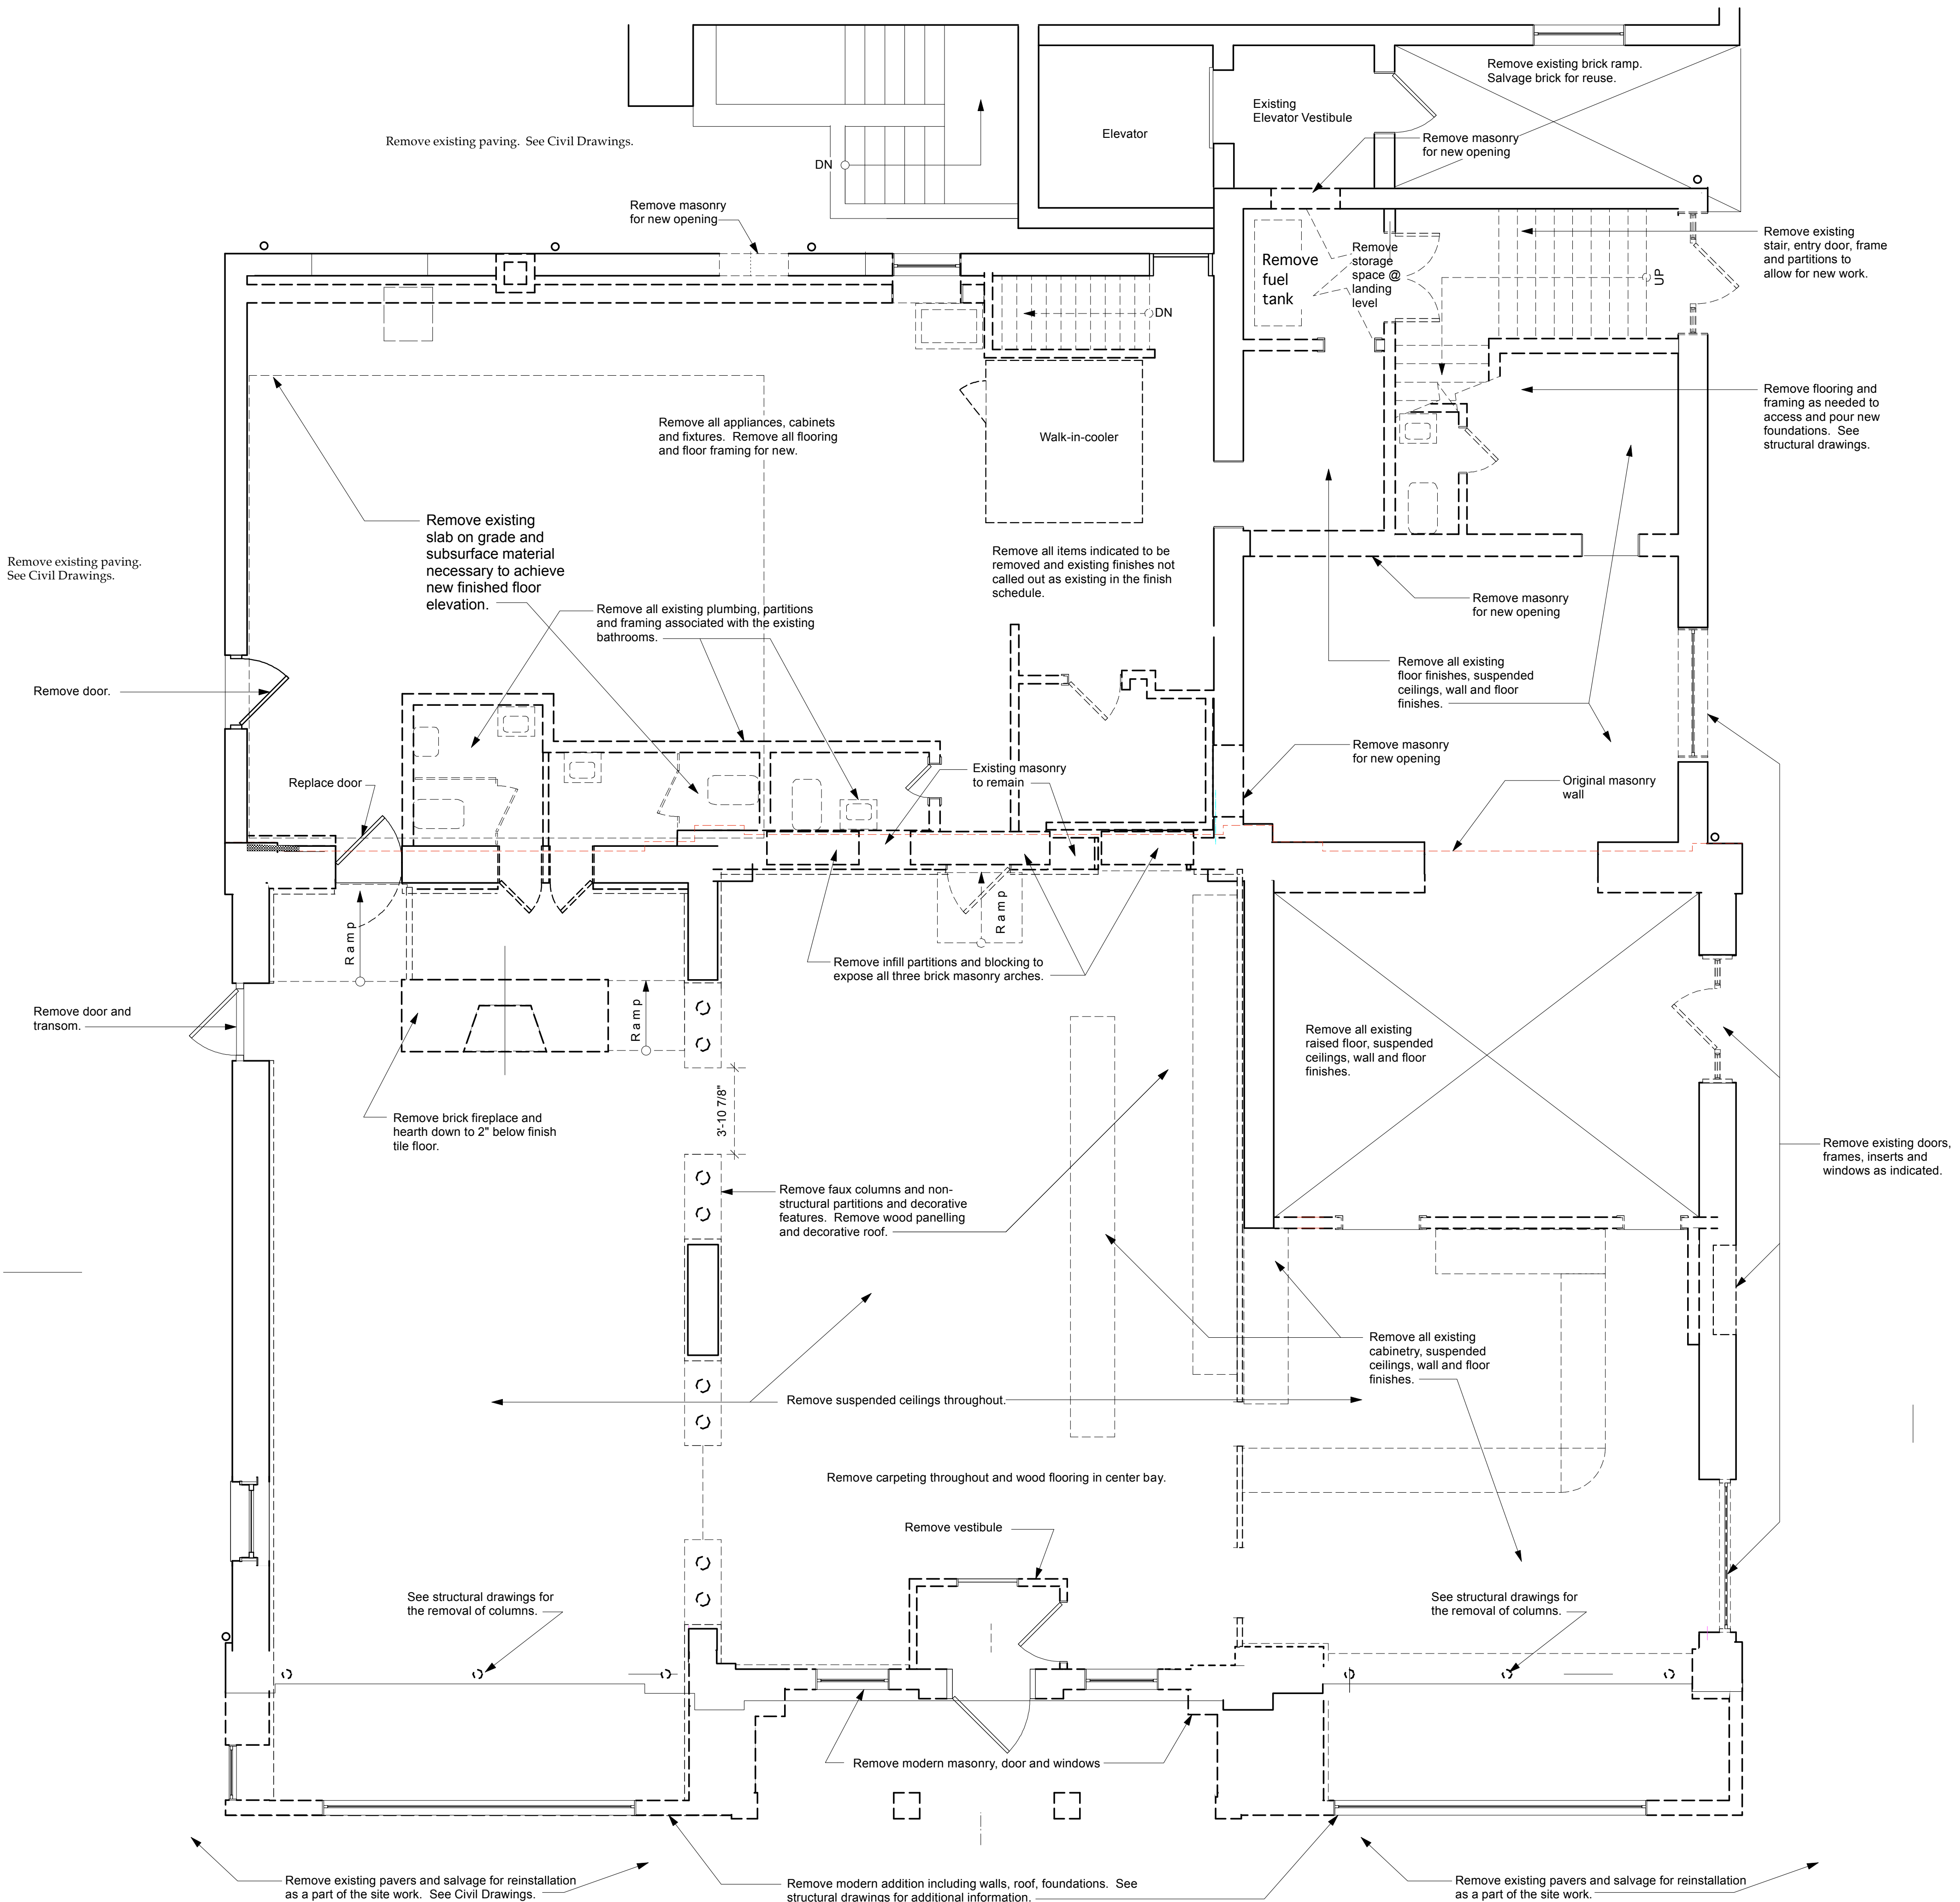 Remove existing brick ramp.
Salvage brick for reuse.
Existing
Elevator Vestibule
Elevator
Remove existing paving.  See Civil Drawings.
DN
Remove masonry
for new opening
Remove masonry
for new opening
Remove existing
stair, entry door, frame
and partitions to
allow for new work.
Remove
fuel
tank
Remove
storage
space @
landing
level
UP
DN
Remove flooring and
framing as needed to
access and pour new
foundations.  See
structural drawings.
Remove all appliances, cabinets
and fixtures.  Remove all flooring
and floor framing for new.
Walk-in-cooler
Remove existing
slab on grade and
subsurface material
necessary to achieve
new finished floor
elevation.
Remove existing paving.
See Civil Drawings.
Remove all items indicated to be
removed and existing finishes not
called out as existing in the finish
schedule.
Remove all existing plumbing, partitions
and framing associated with the existing
bathrooms.
Remove masonry
for new opening
Remove door.
Remove all existing
floor finishes, suspended
ceilings, wall and floor
finishes.
Replace door
Existing masonry
to remain
Remove masonry
for new opening
Original masonry
wall
Ramp
Ramp
Remove infill partitions and blocking to
expose all three brick masonry arches.
Remove door and
transom.
Ramp
Remove all existing
raised floor, suspended
ceilings, wall and floor
finishes.
Remove brick fireplace and
hearth down to 2" below finish
tile floor.
3'-10 7/8"
Remove existing doors,
frames, inserts and
windows as indicated.
Remove faux columns and non-
structural partitions and decorative
features.  Remove wood panelling
and decorative roof.
Remove all existing
cabinetry, suspended
ceilings, wall and floor
finishes.
Remove suspended ceilings throughout.
Remove carpeting throughout and wood flooring in center bay.
Remove vestibule
See structural drawings for
the removal of columns.
See structural drawings for
the removal of columns.
Remove modern masonry, door and windows
Remove existing pavers and salvage for reinstallation
as a part of the site work.  See Civil Drawings.
Remove modern addition including walls, roof, foundations.  See
structural drawings for additional information.
Remove existing pavers and salvage for reinstallation
as a part of the site work.